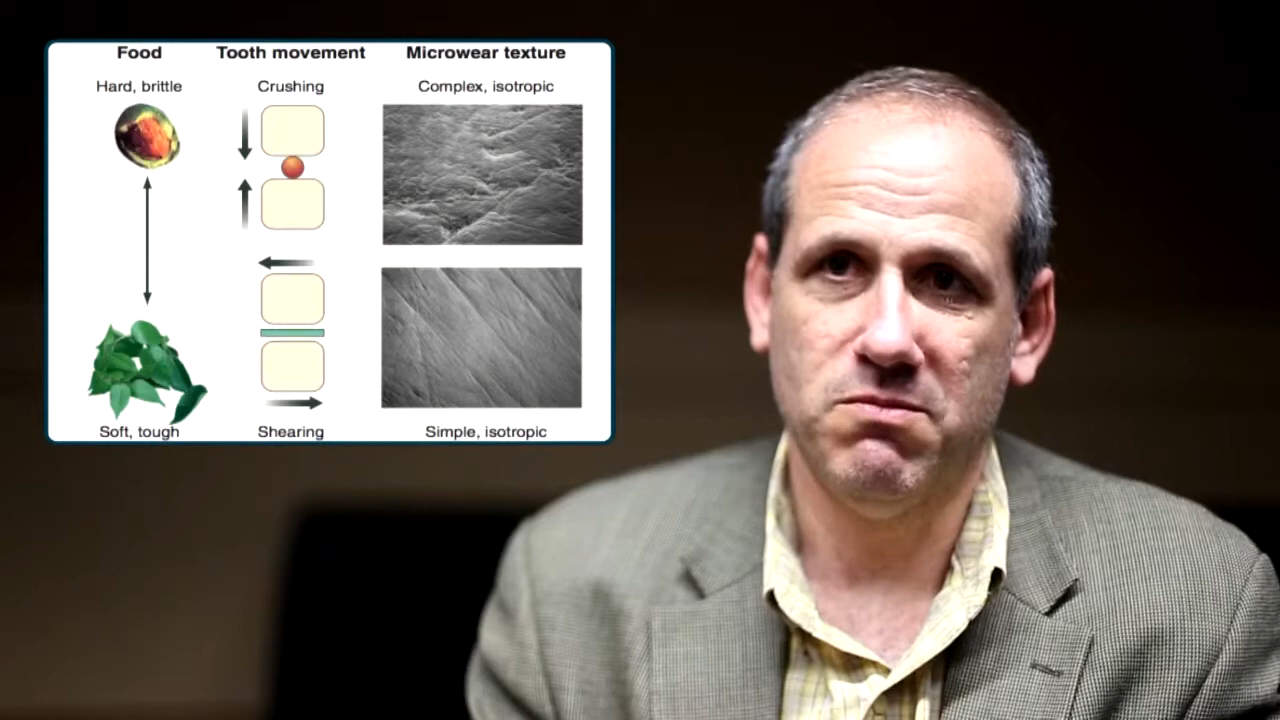 Food Tooth movement Microwear texture
Hard, brittle Crushing Complex, isotropic
Soft, tough Shearing Simple, isotropic